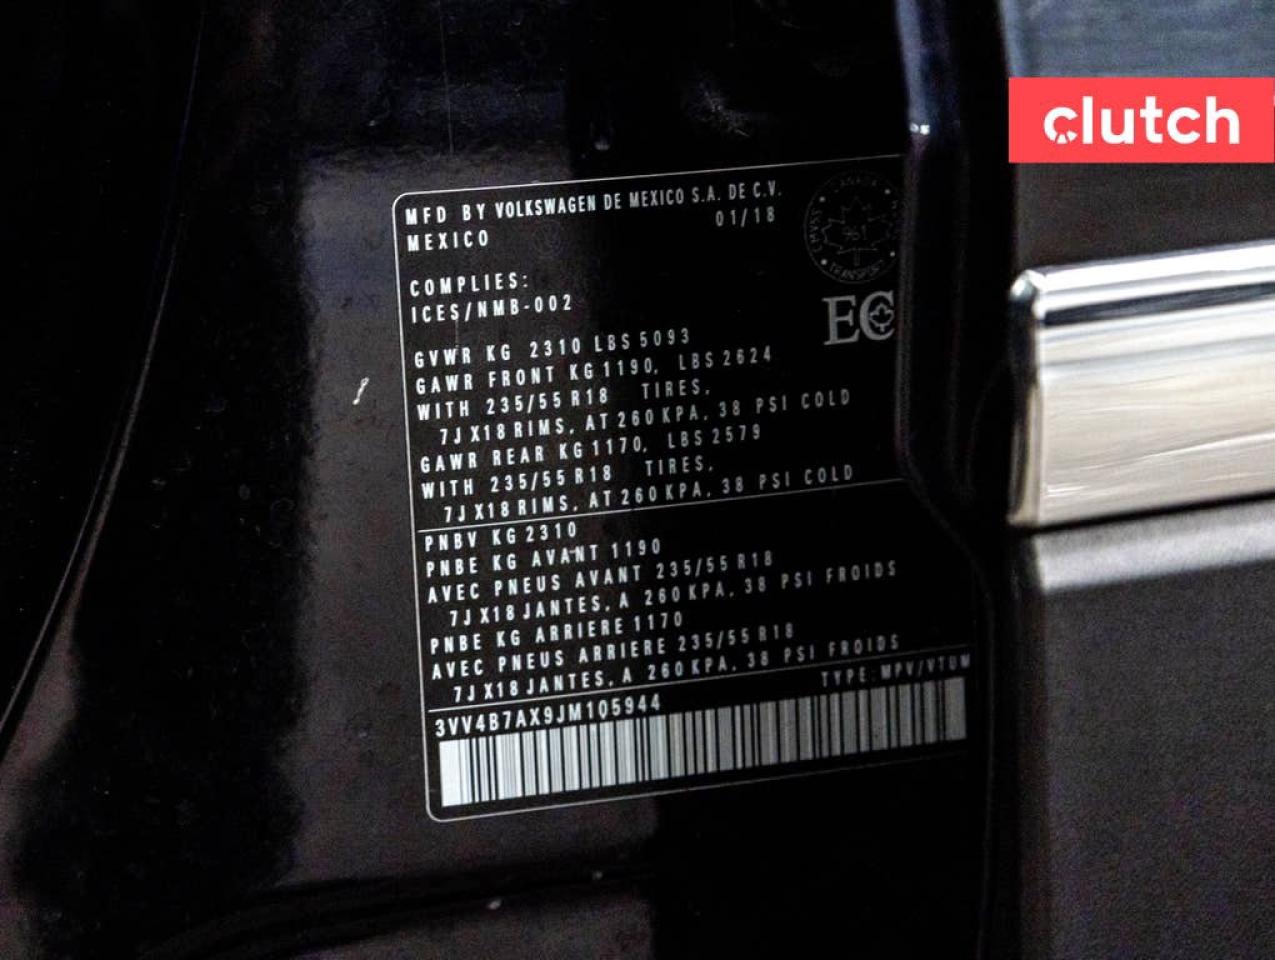 clutch
MFD BY VOLKSWAGEN DE MEXICO S.A. DE C.V.
MEXICO 01/18
CANADA
961
TRANSPORT
COMPLIES:
ICES/NMB-002
EC
GVWR KG 2310 LBS 5093
GAWR FRONT KG 1190, LBS 2624
WITH 235/55 R18 TIRES,
7J X18 RIMS, AT 260 KPA, 38 PSI COLD
GAWR REAR KG 1170, LBS 2579
WITH 235/55 R18 TIRES,
7J X18 RIMS, AT 260 KPA, 38 PSI COLD
PNBV KG 2310
PNBE KG AVANT 1190
AVEC PNEUS AVANT 235/55 R18
7J X18 JANTES, A 260 KPA, 38 PSI FROIDS
PNBE KG ARRIERE 1170
AVEC PNEUS ARRIERE 235/55 R18
7J X18 JANTES, A 260 KPA, 38 PSI FROIDS
TYPE: MPV/VTUM
3VV4B7AX9JM105944